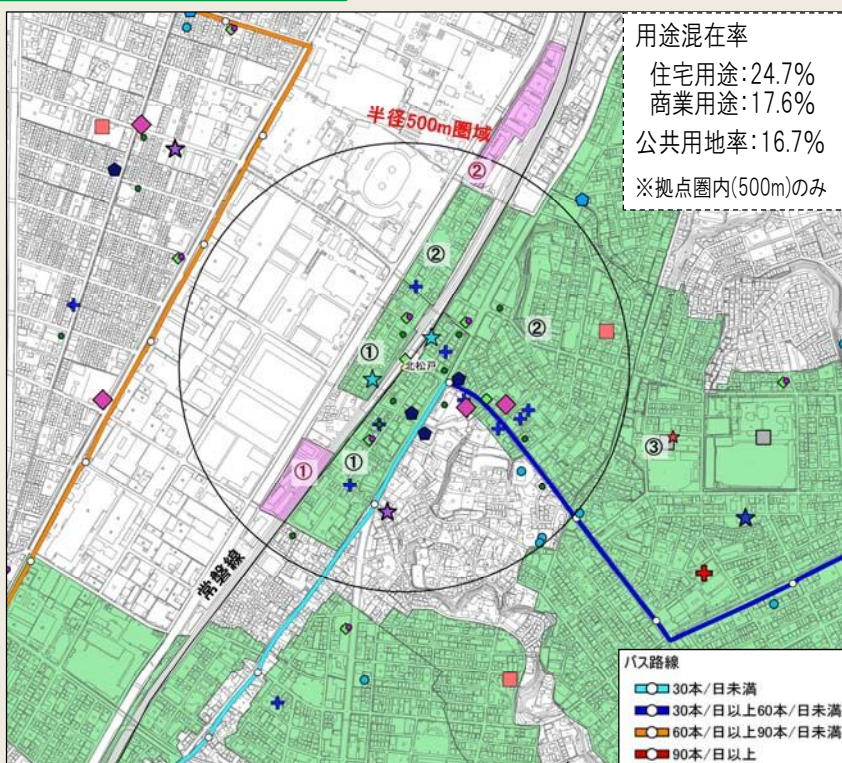 用途混在率
住宅用途:24.7%
商業用途:17.6%
公共用地率:16.7%
※拠点圏内(500m)のみ
半径500m圏域
②
②
②
①
北松戸
③
①
①
常磐線
バス路線
30本/日未満
30本/日以上60本/日未満
60本/日以上90本/日未満
90本/日以上